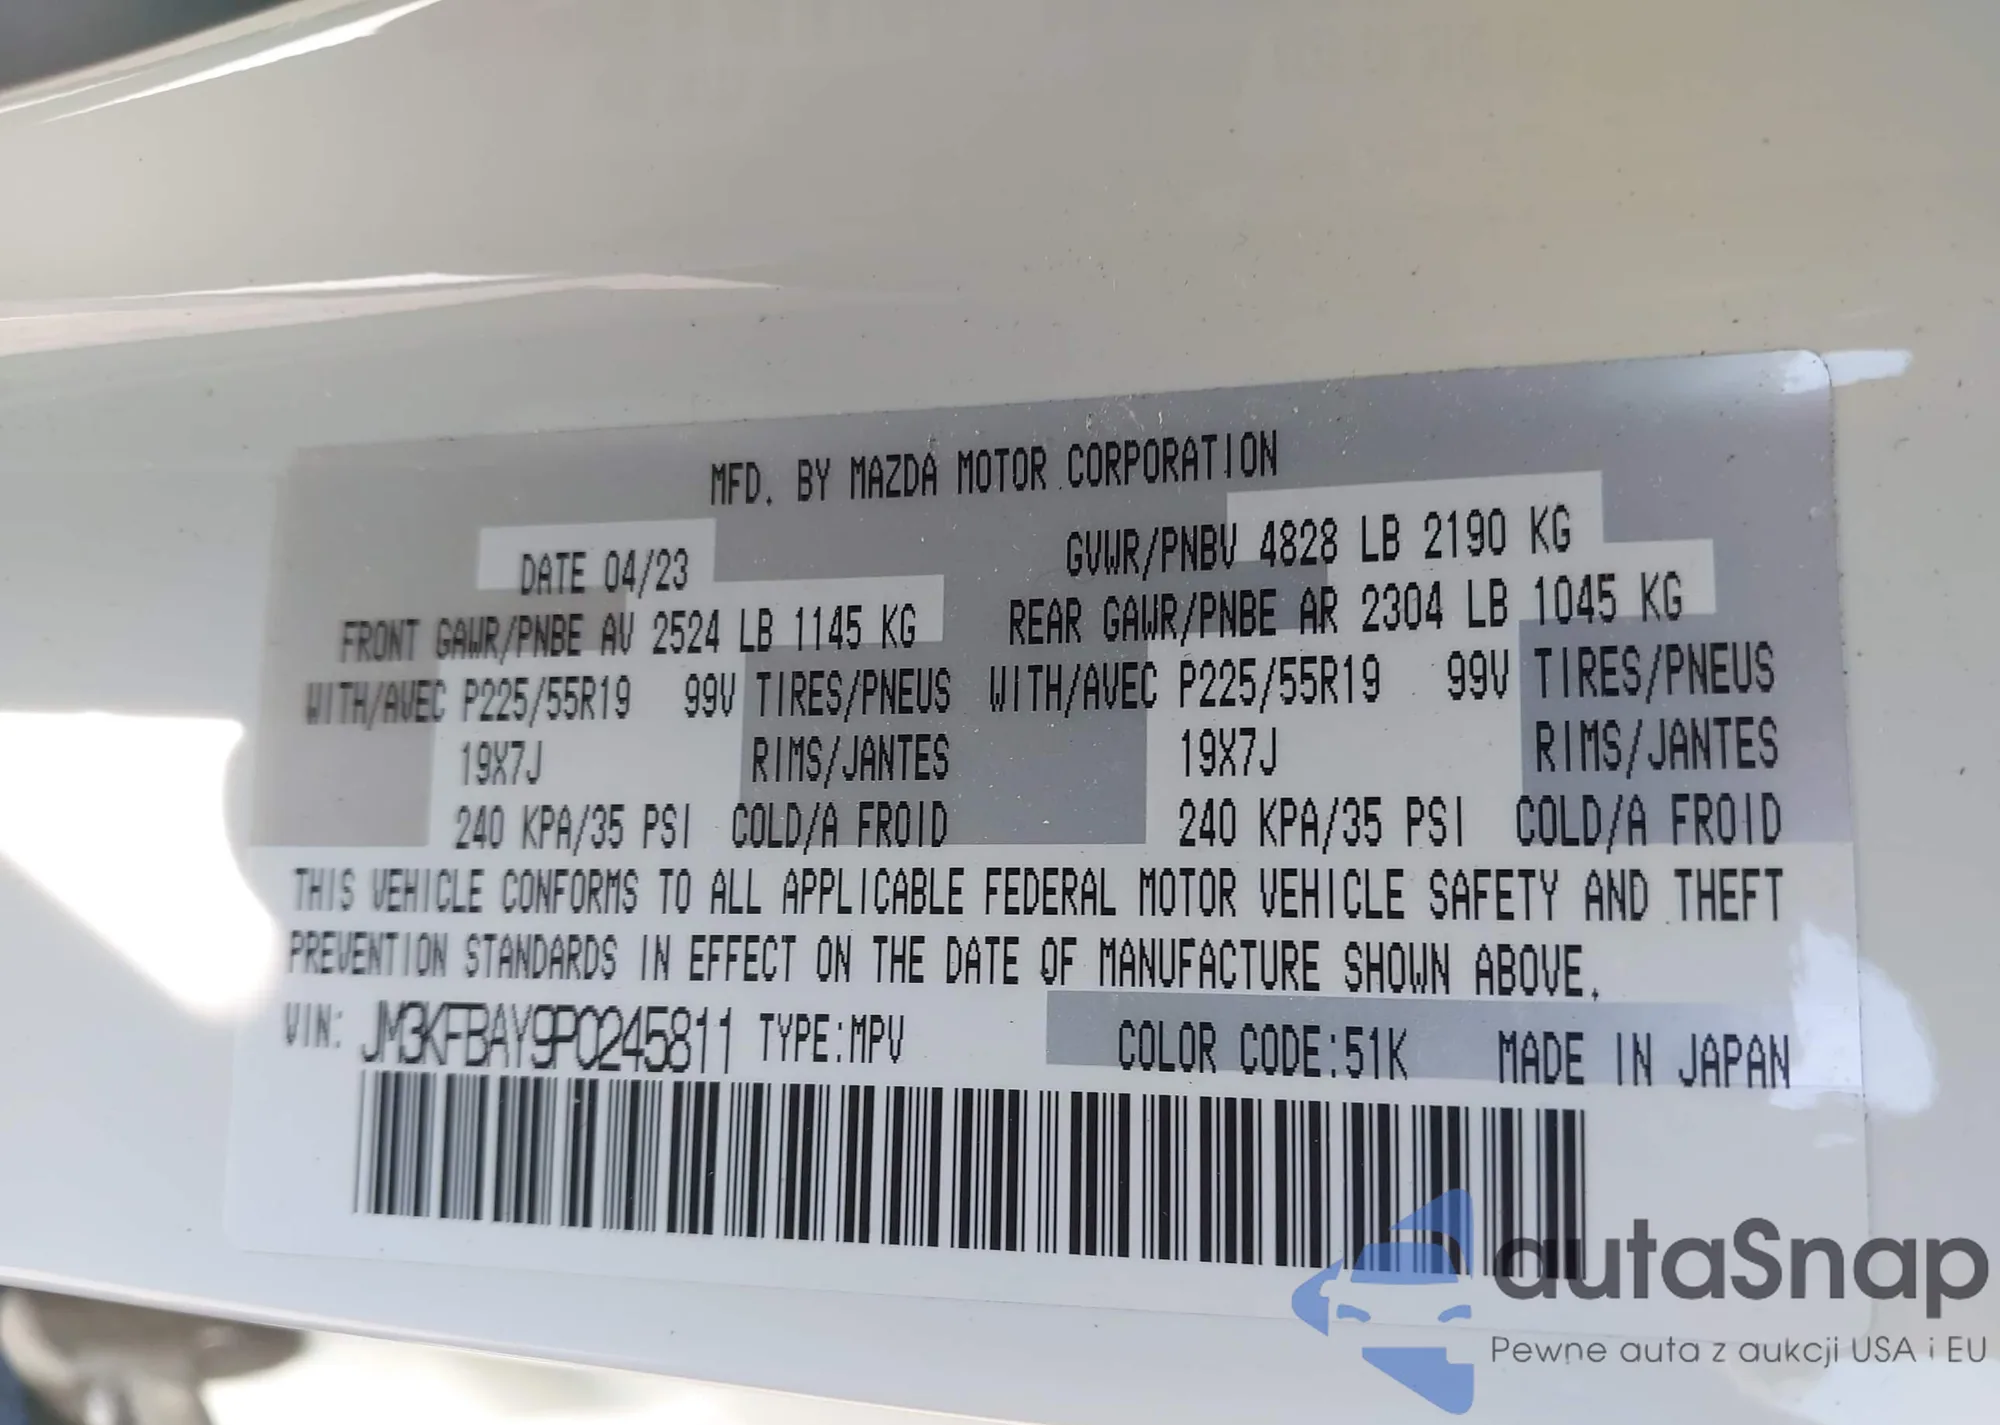 MFD. BY MAZDA MOTOR CORPORATION
DATE 04/23 GVWR/PNBV 4828 LB 2190 KG
FRONT GAWR/PNBE AV 2524 LB 1145 KG REAR GAWR/PNBE AR 2304 LB 1045 KG
WITH/AVEC P225/55R19 99V TIRES/PNEUS WITH/AVEC P225/55R19 99V TIRES/PNEUS
19X7J RIMS/JANTES 19X7J RIMS/JANTES
240 KPA/35 PSI COLD/A FROID 240 KPA/35 PSI COLD/A FROID
THIS VEHICLE CONFORMS TO ALL APPLICABLE FEDERAL MOTOR VEHICLE SAFETY AND THEFT
PREVENTION STANDARDS IN EFFECT ON THE DATE OF MANUFACTURE SHOWN ABOVE.
VIN: JM3KFBAY9P0245811 TYPE:MPV COLOR CODE:51K MADE IN JAPAN
autaSnap
Pewne auta z aukcji USA i EU